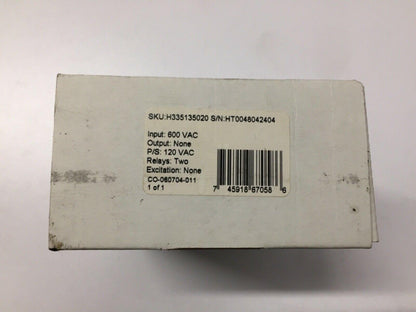 SKU:H335135020 S/N:HT0048042404
Input: 600 VAC
Output: None
P/S: 120 VAC
Relays: Two
Excitation: None
CO-060704-011
1 of 1
7 45918 67058 6